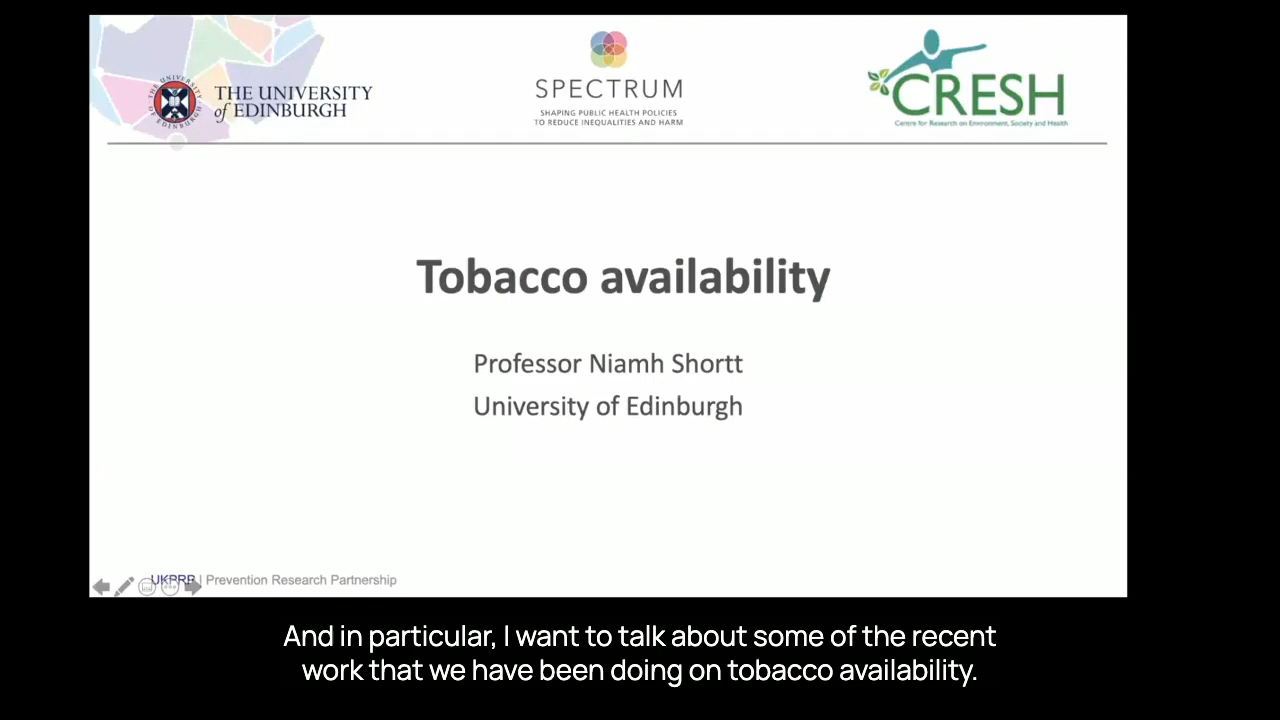 THE UNIVERSITY
of EDINBURGH
SPECTRUM
SHAPING PUBLIC HEALTH POLICIES
TO REDUCE INEQUALITIES AND HARM
CRESH
Centre for Research on Environment, Society and Health
Tobacco availability
Professor Niamh Shortt
University of Edinburgh
UKPRP | Prevention Research Partnership
And in particular, I want to talk about some of the recent
work that we have been doing on tobacco availability.